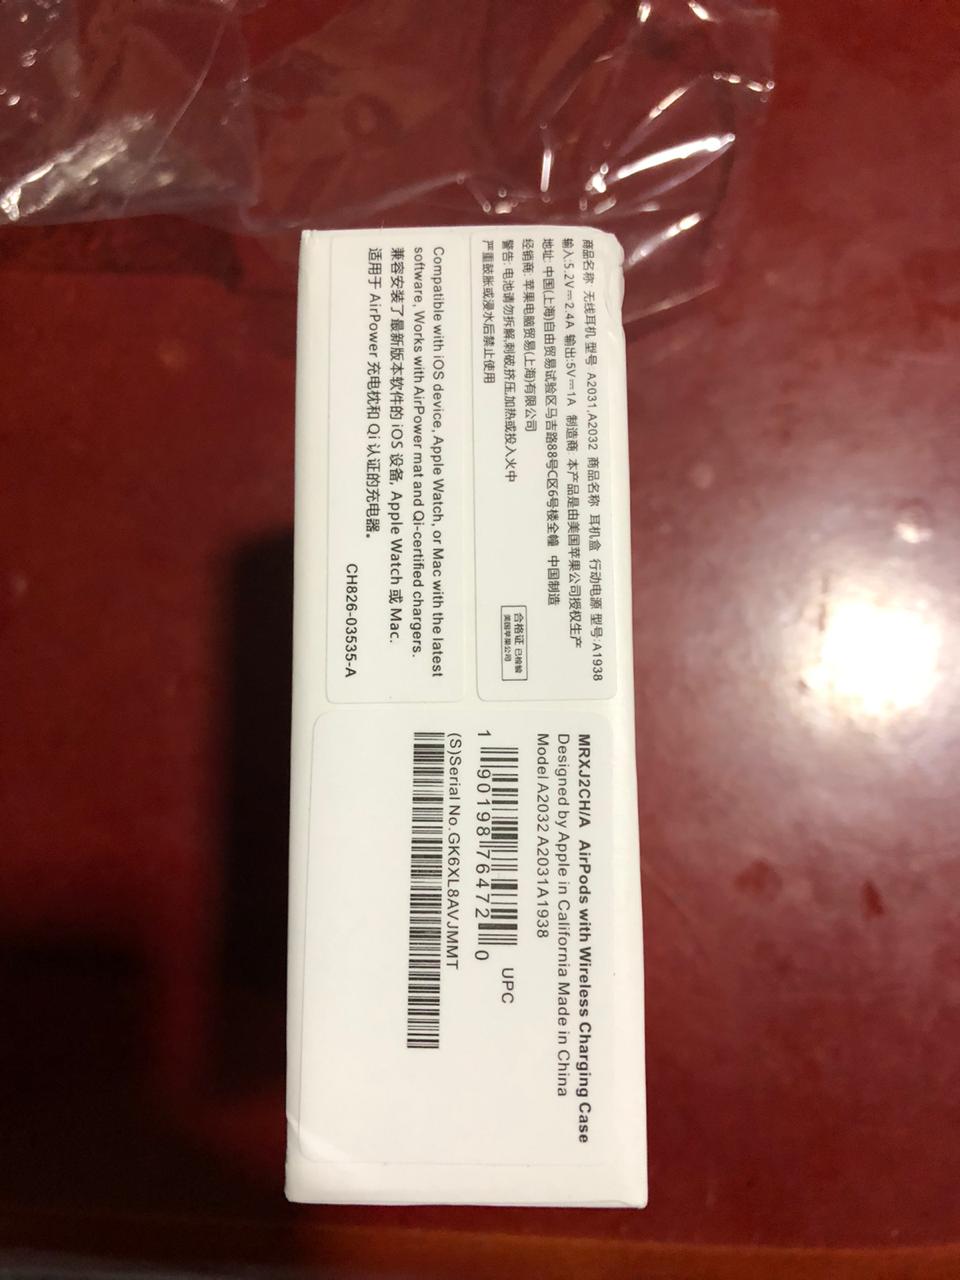 商品名称 无线耳机 型号 A2031,A2032 商品名称 耳机盒 行动电源 型号:A1938
输入:5.2V⎓2.4A 输出:5V⎓1A 制造商: 本产品是由美国苹果公司授权生产
地址: 中国(上海)自由贸易试验区马吉路88号C区6号楼全幢 中国制造
经销商: 苹果电脑贸易(上海)有限公司
警告: 电池请勿拆解,刺破,挤压,加热或投入火中
严重鼓胀或浸水后禁止使用
合格证 已检验
美国苹果公司
Compatible with iOS device, Apple Watch, or Mac with the latest
software, Works with AirPower mat and Qi-certified chargers.
兼容安装了最新版本软件的 iOS 设备, Apple Watch 或 Mac.
适用于 AirPower 充电枕和 Qi 认证的充电器。
CH826-03535-A
MRXJ2CH/A AirPods with Wireless Charging Case
Designed by Apple in California Made in China
Model A2032 A2031 A1938
UPC
1 90198 76472 0
(S)Serial No.GK6XL8AVJMMT